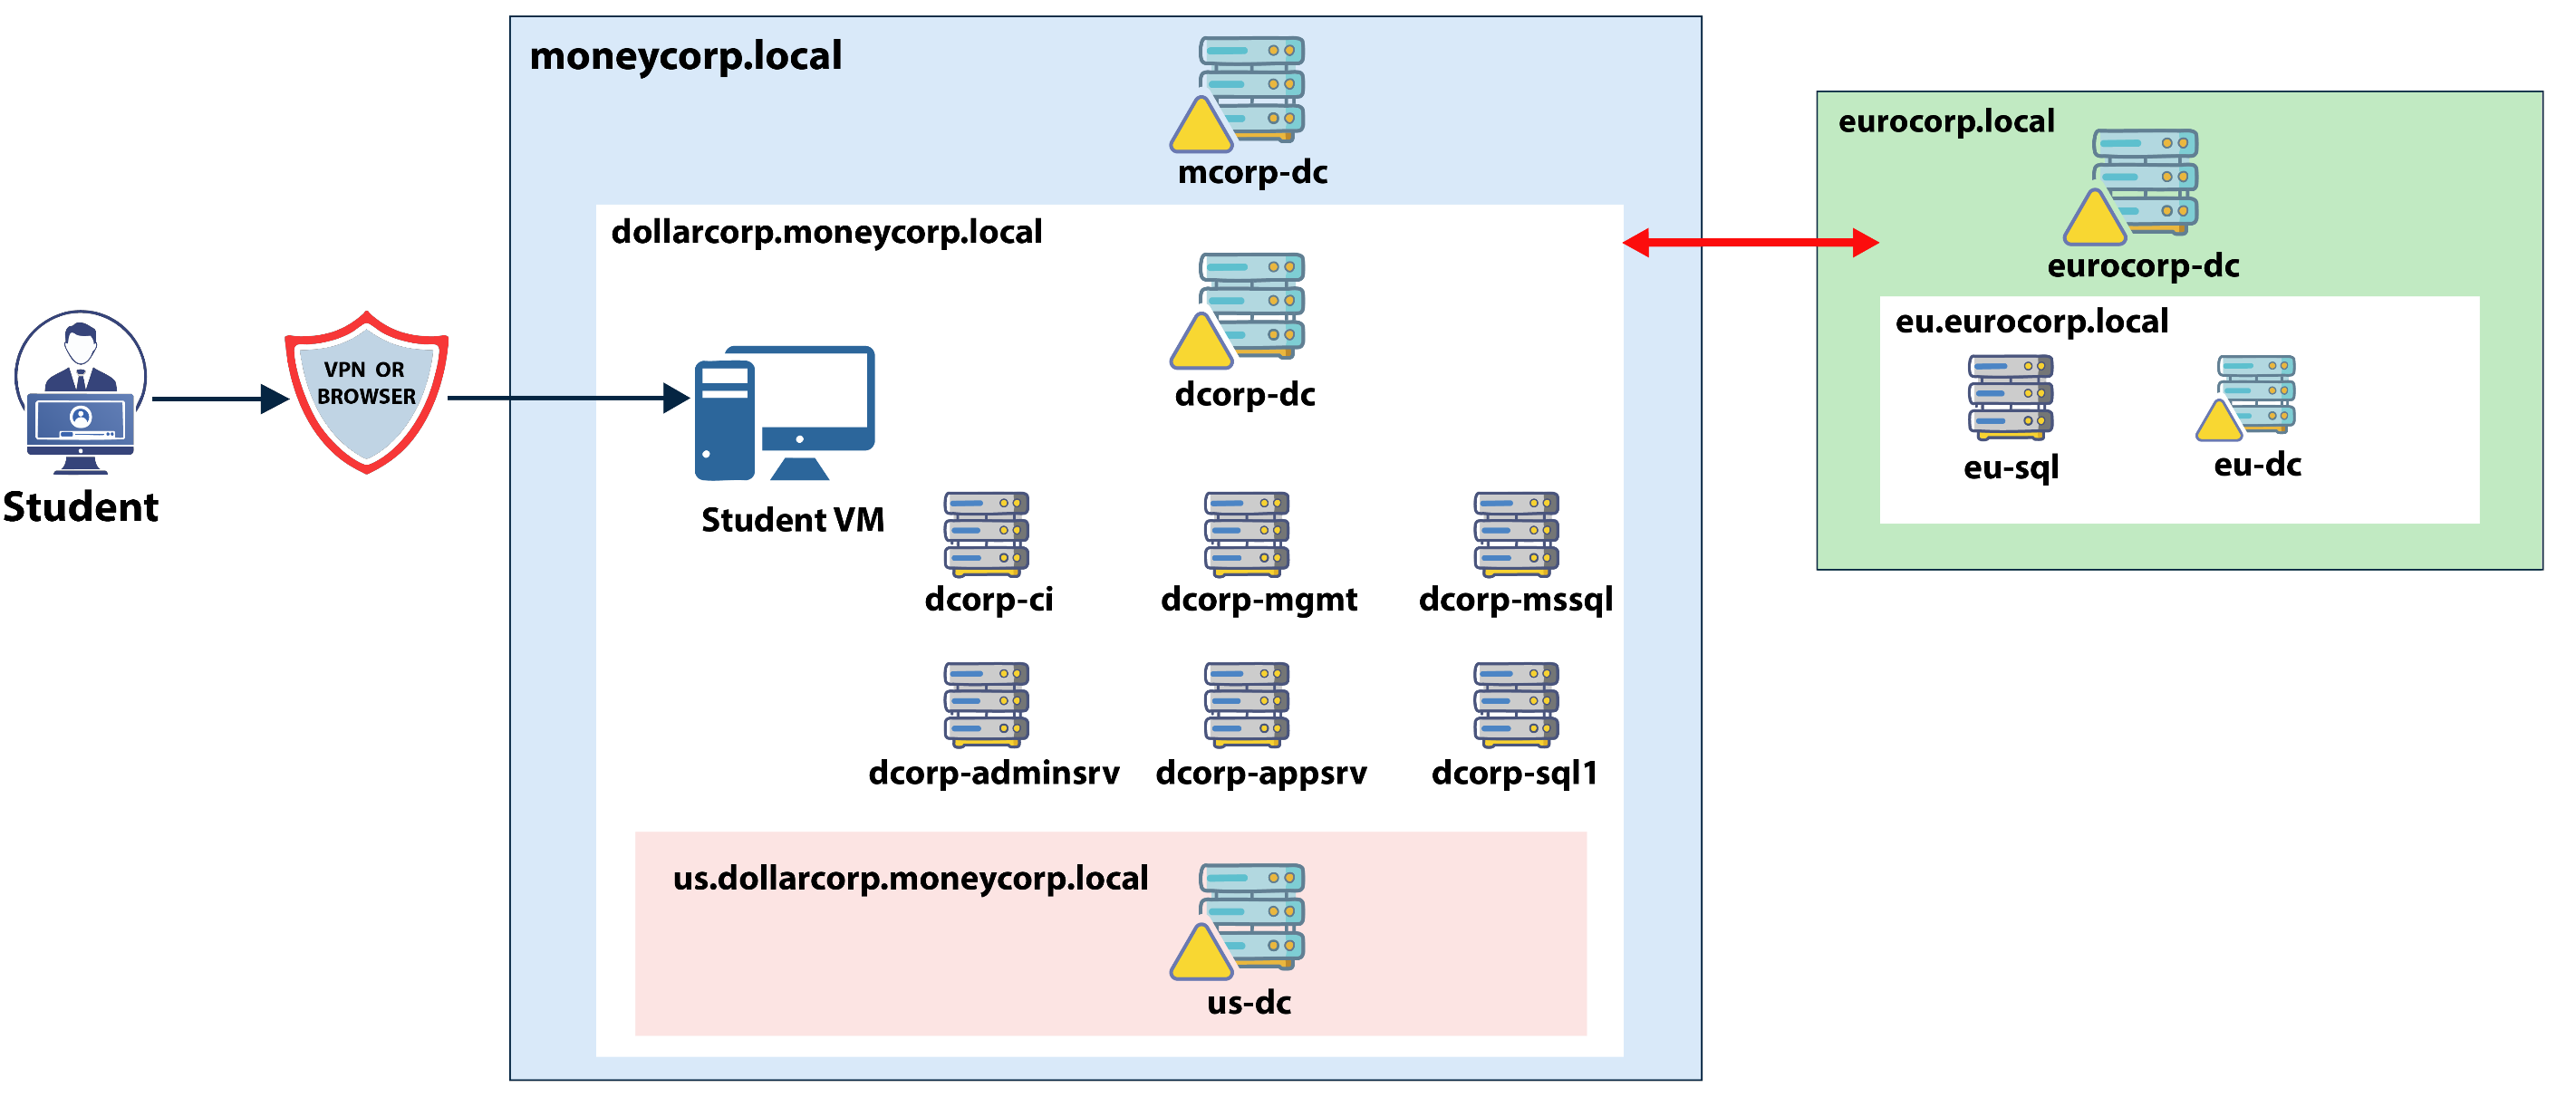 moneycorp.local
mcorp-dc
dollarcorp.moneycorp.local
dcorp-dc
Student
VPN OR
BROWSER
Student VM
dcorp-ci
dcorp-mgmt
dcorp-mssql
dcorp-adminsrv
dcorp-appsrv
dcorp-sql1
us.dollarcorp.moneycorp.local
us-dc
eurocorp.local
eurocorp-dc
eu.eurocorp.local
eu-sql
eu-dc